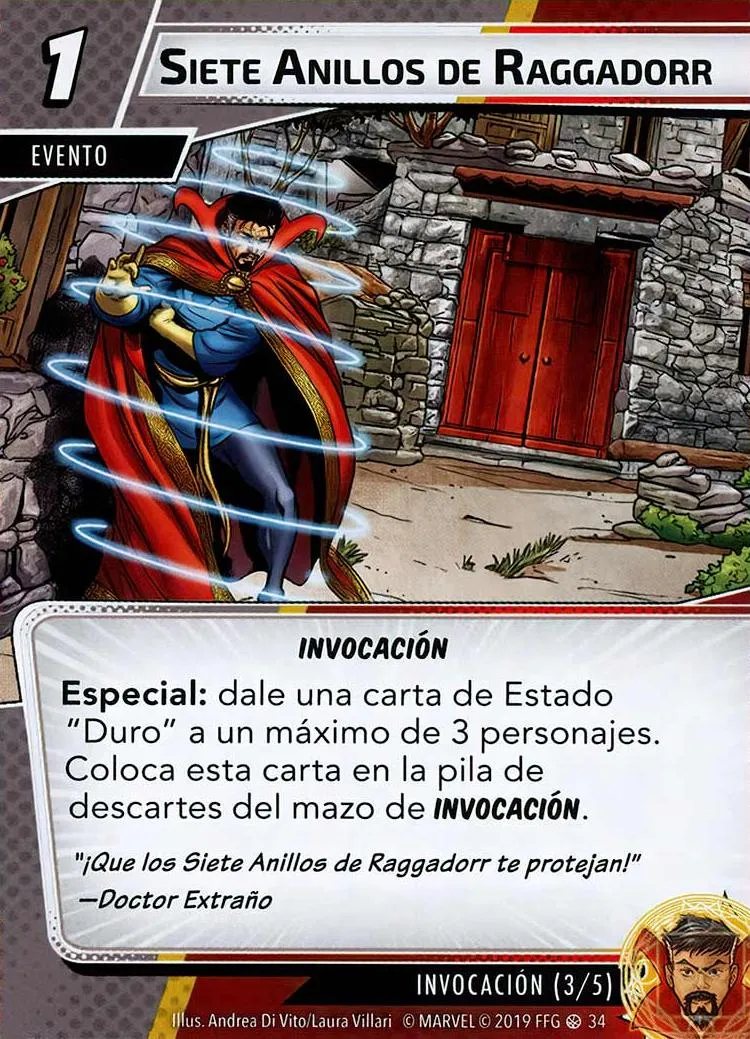 1
SIETE ANILLOS DE RAGGADORR
EVENTO
INVOCACIÓN
Especial: dale una carta de Estado
"Duro" a un máximo de 3 personajes.
Coloca esta carta en la pila de
descartes del mazo de INVOCACIÓN.
"¡Que los Siete Anillos de Raggadorr te protejan!"
—Doctor Extraño
INVOCACIÓN (3/5)
Illus. Andrea Di Vito/Laura Villari © MARVEL © 2019 FFG 34